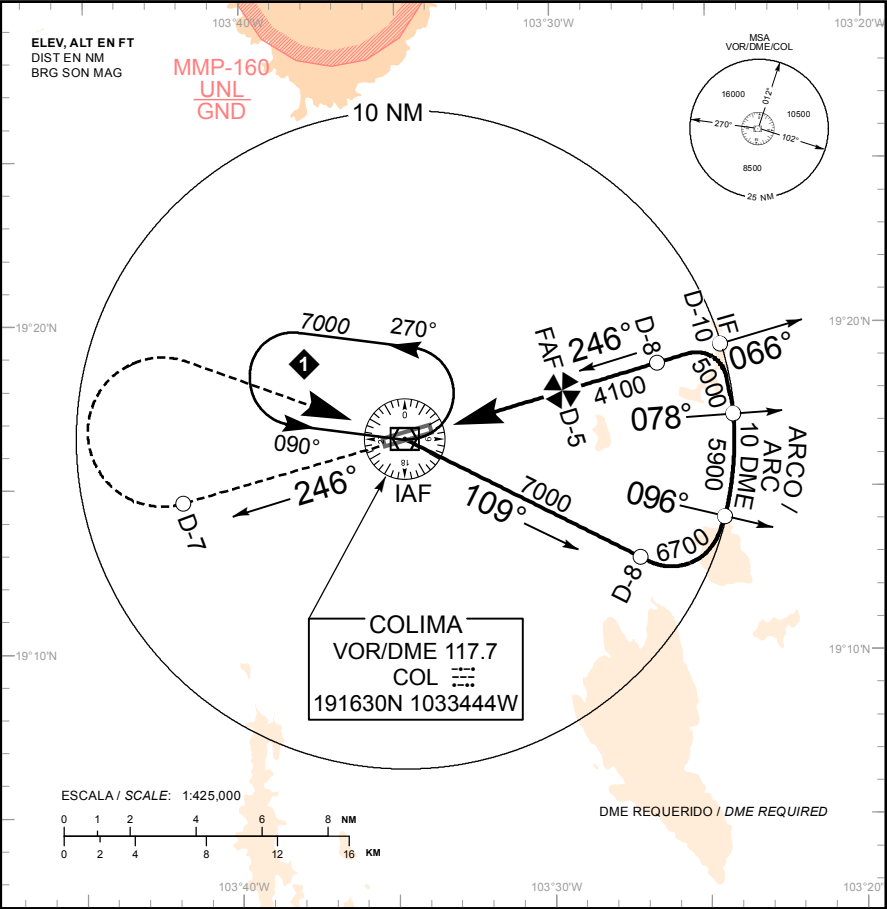 103°40'W
103°30'W
103°20'W
ELEV, ALT EN FT
DIST EN NM
BRG SON MAG
MMP-160
UNL
GND
10 NM
MSA
VOR/DME/COL
16000
012°
10500
270°
102°
8500
25 NM
19°20'N
19°20'N
7000
270°
1
090°
FAF
246°
D-8
D-10
IF
066°
4100
5000
D-5
078°
ARCO /
ARC
10 DME
5900
096°
0
18
246°
IAF
D-7
109°
7000
6700
D-8
COLIMA
VOR/DME 117.7
COL
191630N 1033444W
19°10'N
19°10'N
ESCALA / SCALE: 1:425,000
0 1 2 4 6 8 NM
0 2 4 8 12 16 KM
DME REQUERIDO / DME REQUIRED
103°40'W
103°30'W
103°20'